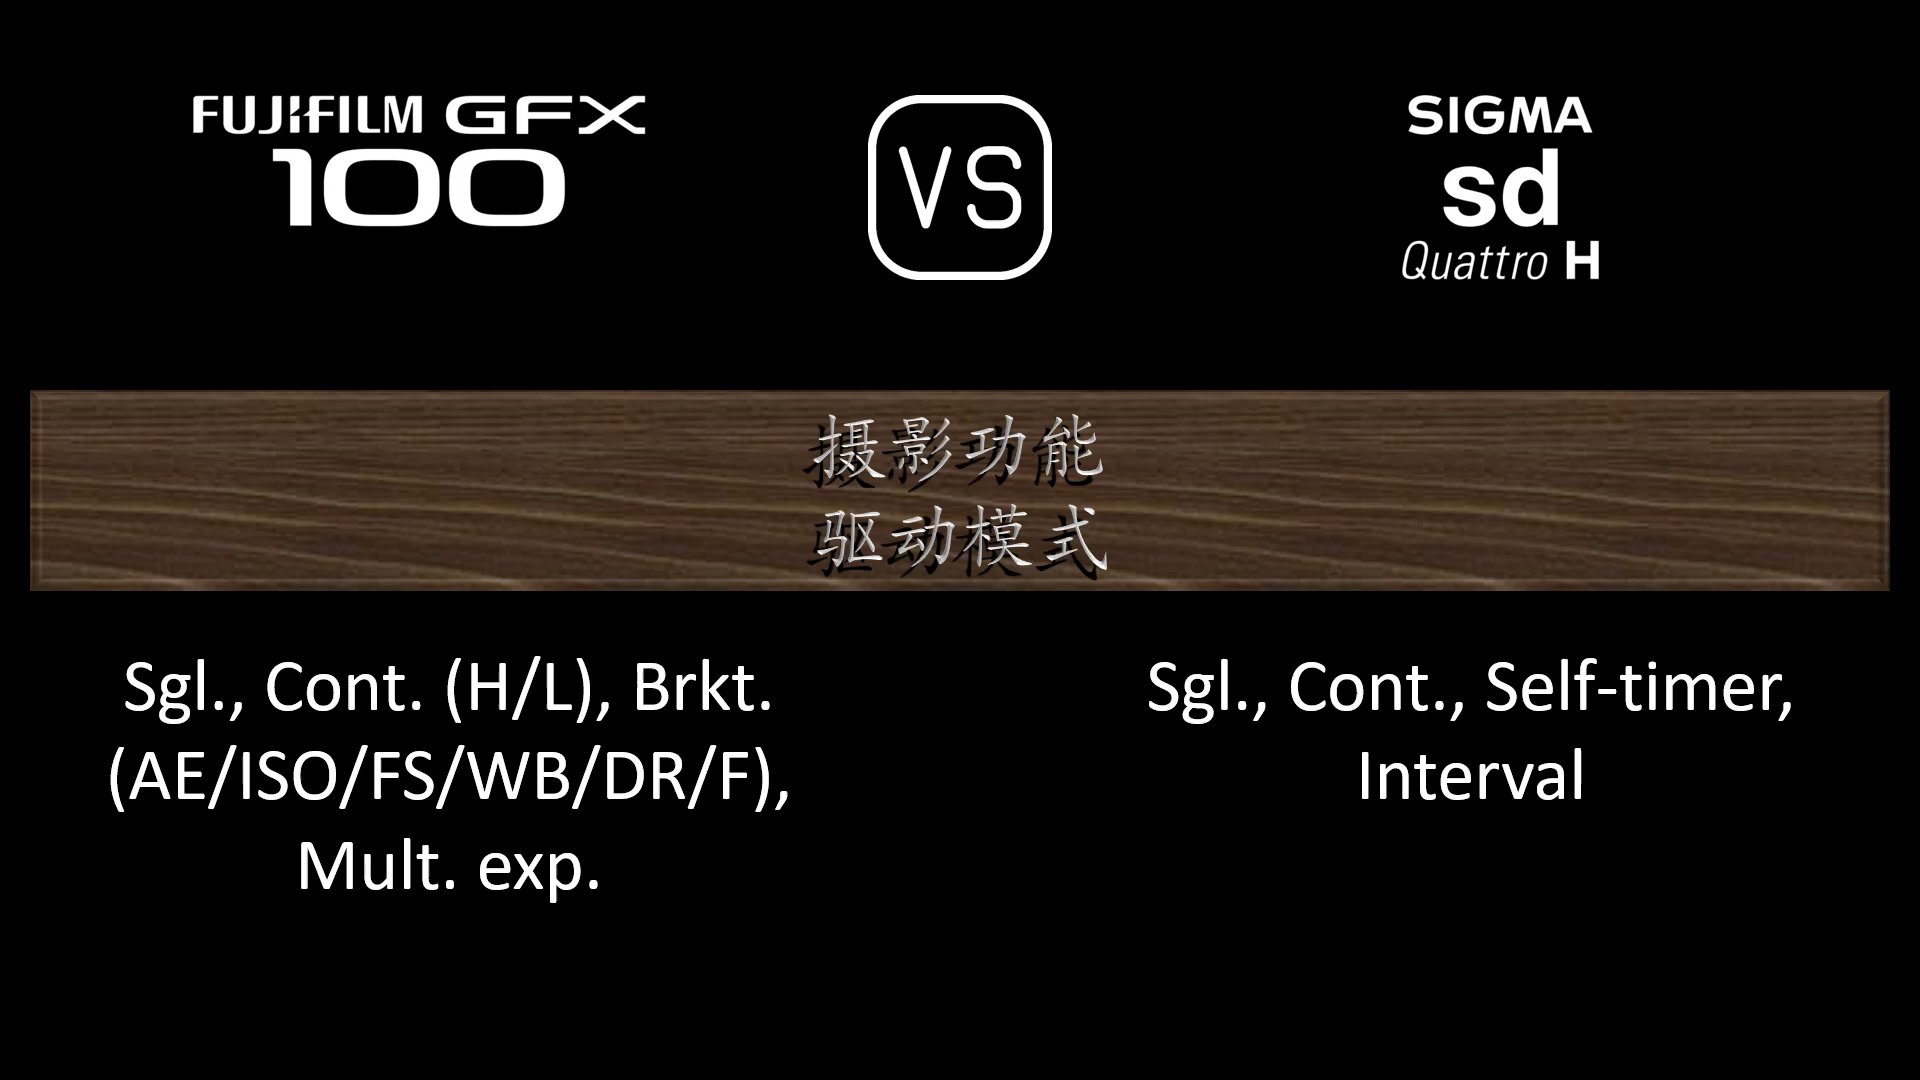 FUJIFILM GFX
100
VS
SIGMA
sd
Quattro H
摄影功能
驱动模式
Sgl., Cont. (H/L), Brkt.
(AE/ISO/FS/WB/DR/F),
Mult. exp.
Sgl., Cont., Self-timer,
Interval